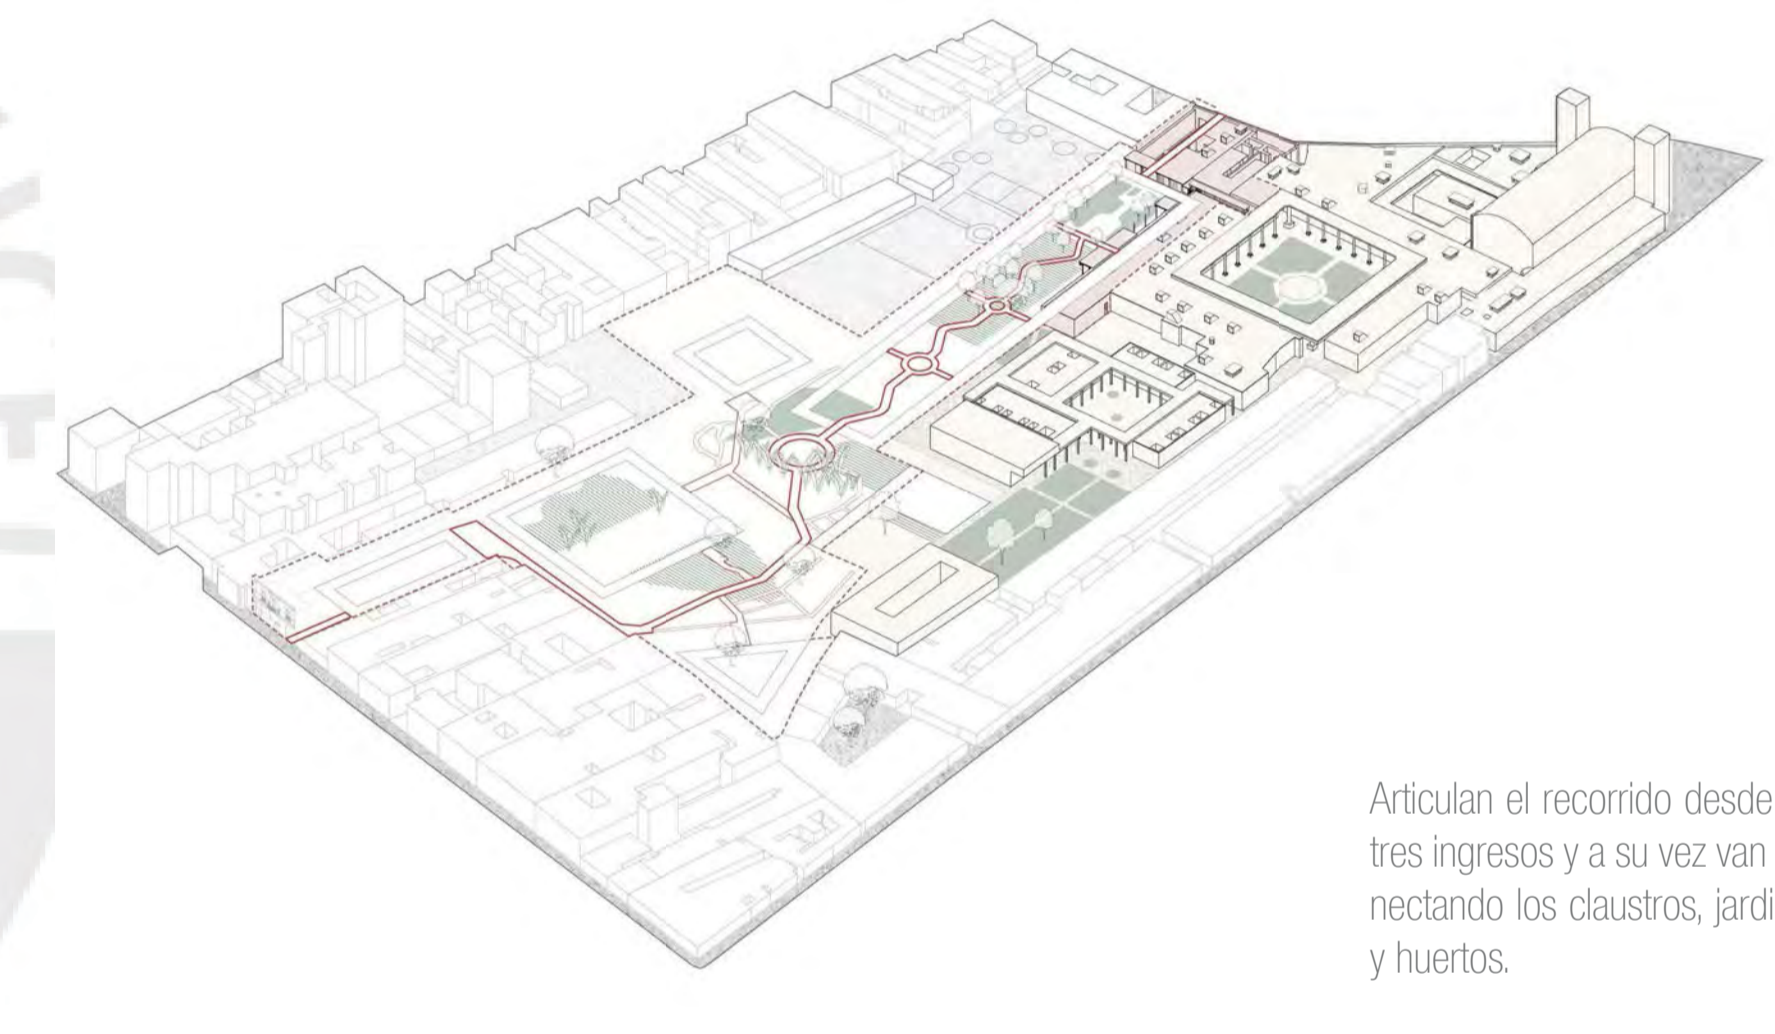 Articulan el recorrido desde
tres ingresos y a su vez van
nectando los claustros, jardi
y huertos.